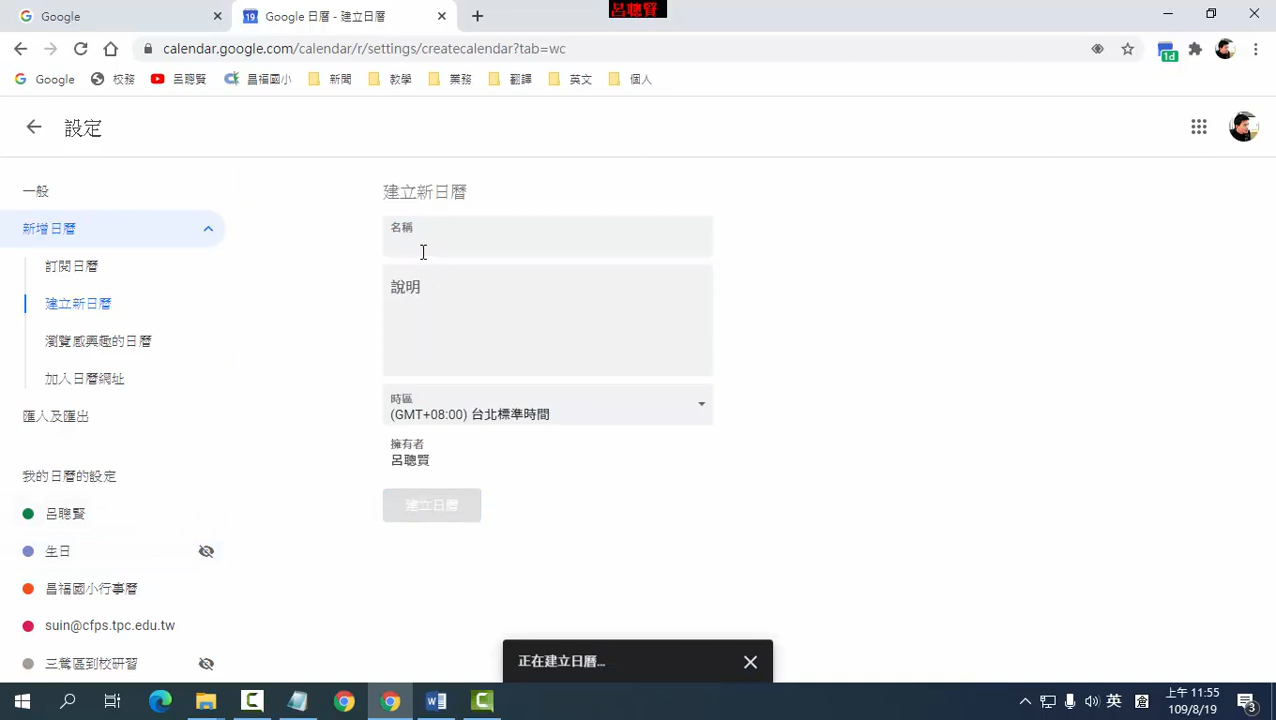 Google
Google 日曆 - 建立日曆
呂聰賢
calendar.google.com/calendar/r/settings/createcalendar?tab=wc
1d
Google
校務
呂聰賢
昌福國小
新聞
教學
業務
翻譯
英文
個人
設定
一般
新增日曆
訂閱日曆
建立新日曆
瀏覽感興趣的日曆
加入日曆網址
匯入及匯出
我的日曆的設定
呂聰賢
生日
昌福國小行事曆
suin@cfps.tpc.edu.tw
三鶯區到校研習
建立新日曆
名稱
說明
時區
(GMT+08:00) 台北標準時間
擁有者
呂聰賢
建立日曆
正在建立日曆...
英
上午 11:55
109/8/19
3